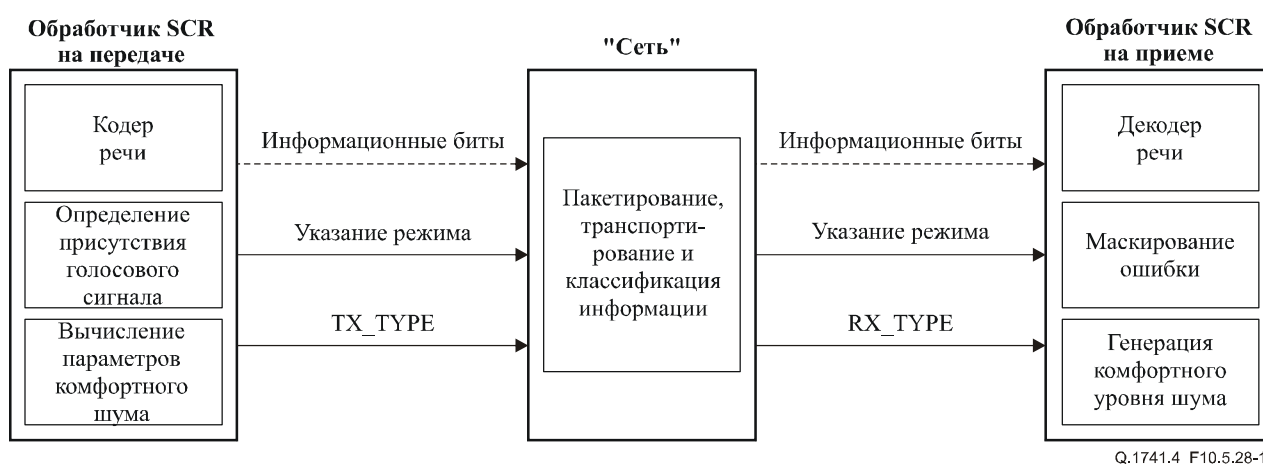 Обработчик SCR
на передаче
Кодер
речи
Определение
присутствия
голосового
сигнала
Вычисление
параметров
комфортного
шума
Информационные биты
Указание режима
TX_TYPE
"Сеть"
Пакетирование,
транспорти-
рование и
классификация
информации
Информационные биты
Указание режима
RX_TYPE
Обработчик SCR
на приеме
Декодер
речи
Маскирование
ошибки
Генерация
комфортного
уровня шума
Q.1741.4_F10.5.28-1